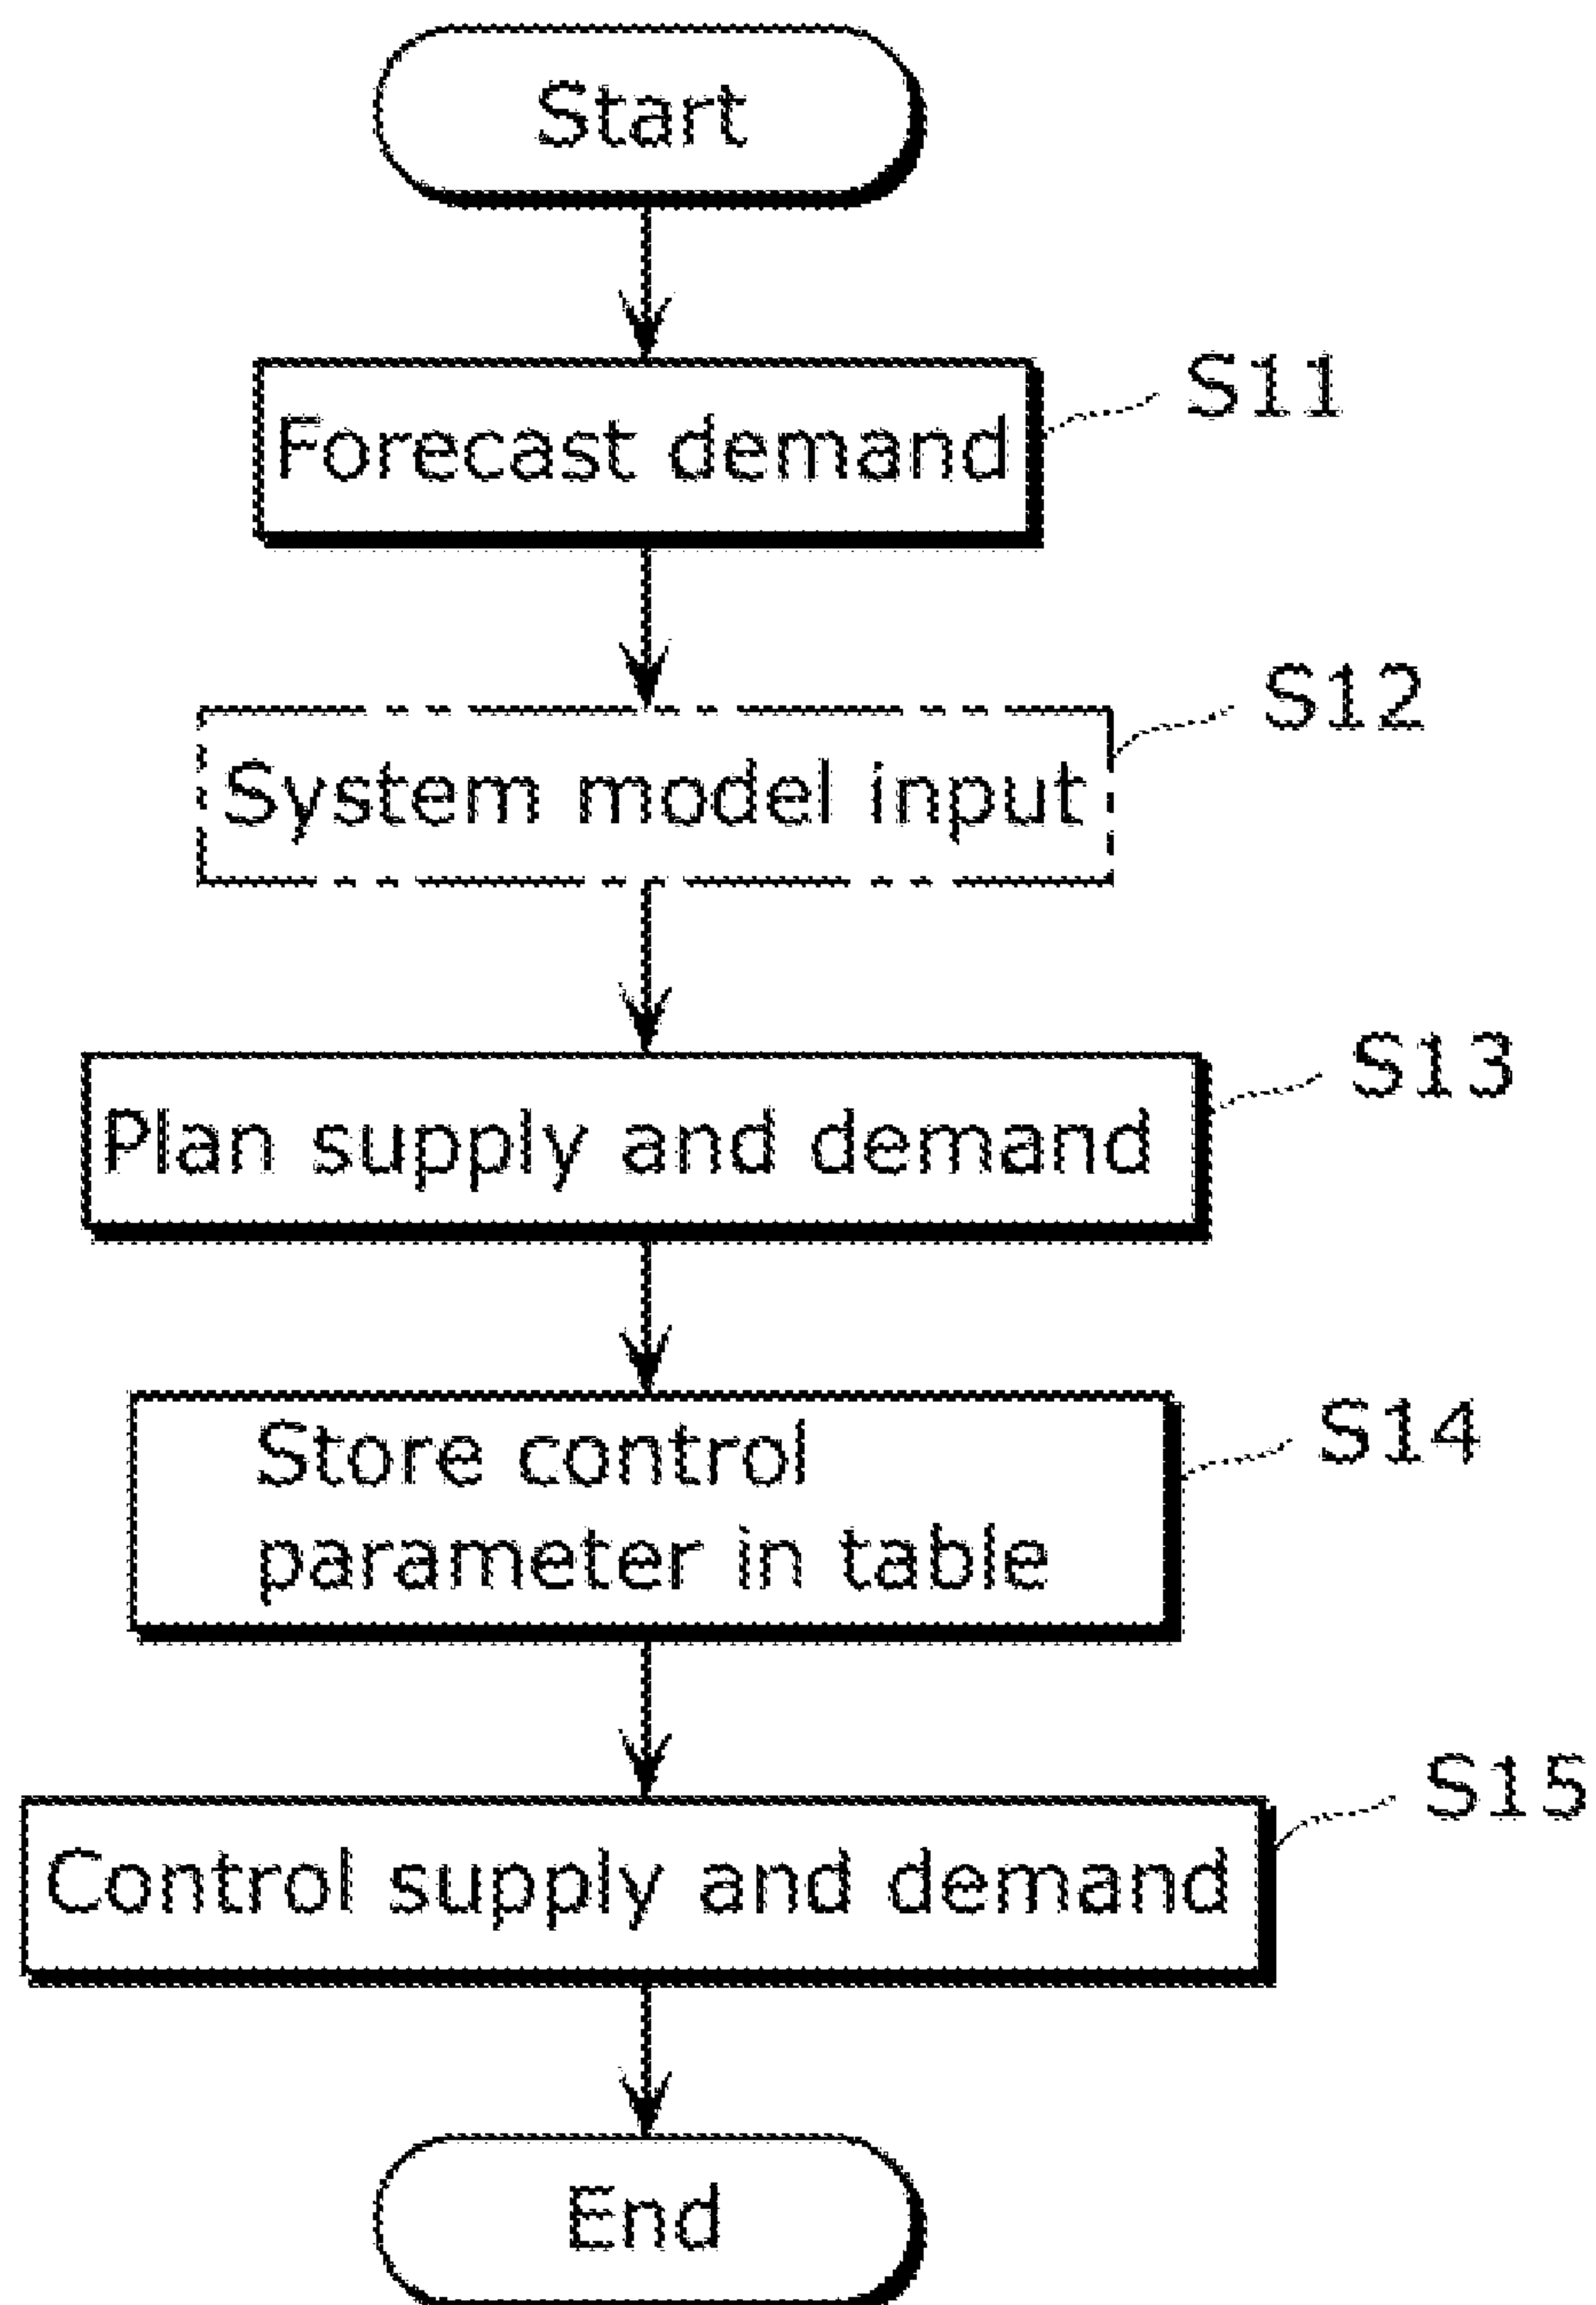 Start
S11
Forecast demand
S12
System model input
S13
Plan supply and demand
S14
Store control
parameter in table
S15
Control supply and demand
End